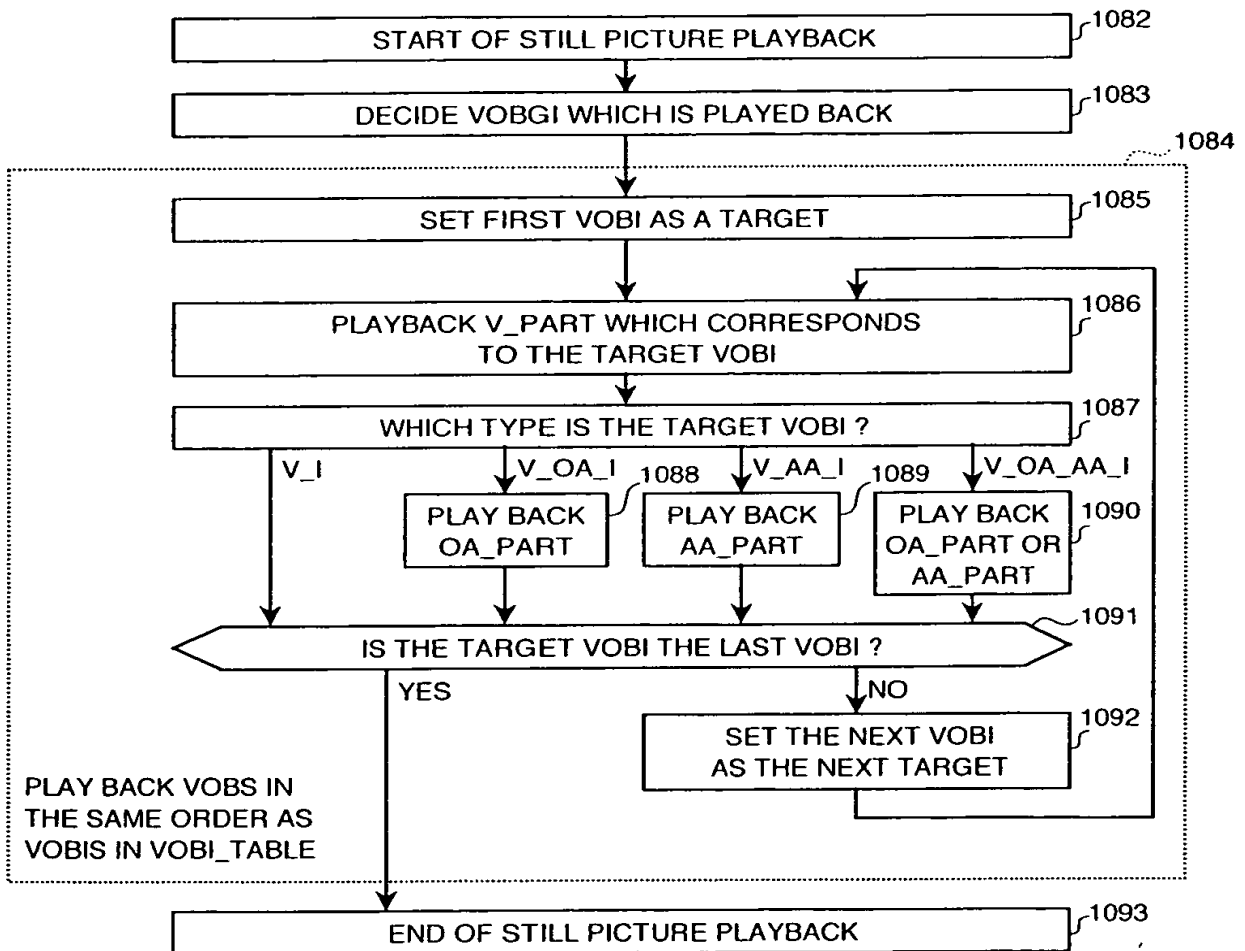 START OF STILL PICTURE PLAYBACK
1082
DECIDE VOBGI WHICH IS PLAYED BACK
1083
1084
SET FIRST VOBI AS A TARGET
1085
PLAYBACK V_PART WHICH CORRESPONDS
TO THE TARGET VOBI
1086
WHICH TYPE IS THE TARGET VOBI ?
1087
V_I
V_OA_I
1088
V_AA_I
1089
V_OA_AA_I
PLAY BACK
OA_PART
PLAY BACK
AA_PART
PLAY BACK
OA_PART OR
AA_PART
1090
IS THE TARGET VOBI THE LAST VOBI ?
1091
YES
NO
SET THE NEXT VOBI
AS THE NEXT TARGET
1092
PLAY BACK VOBS IN
THE SAME ORDER AS
VOBIS IN VOBI_TABLE
END OF STILL PICTURE PLAYBACK
1093